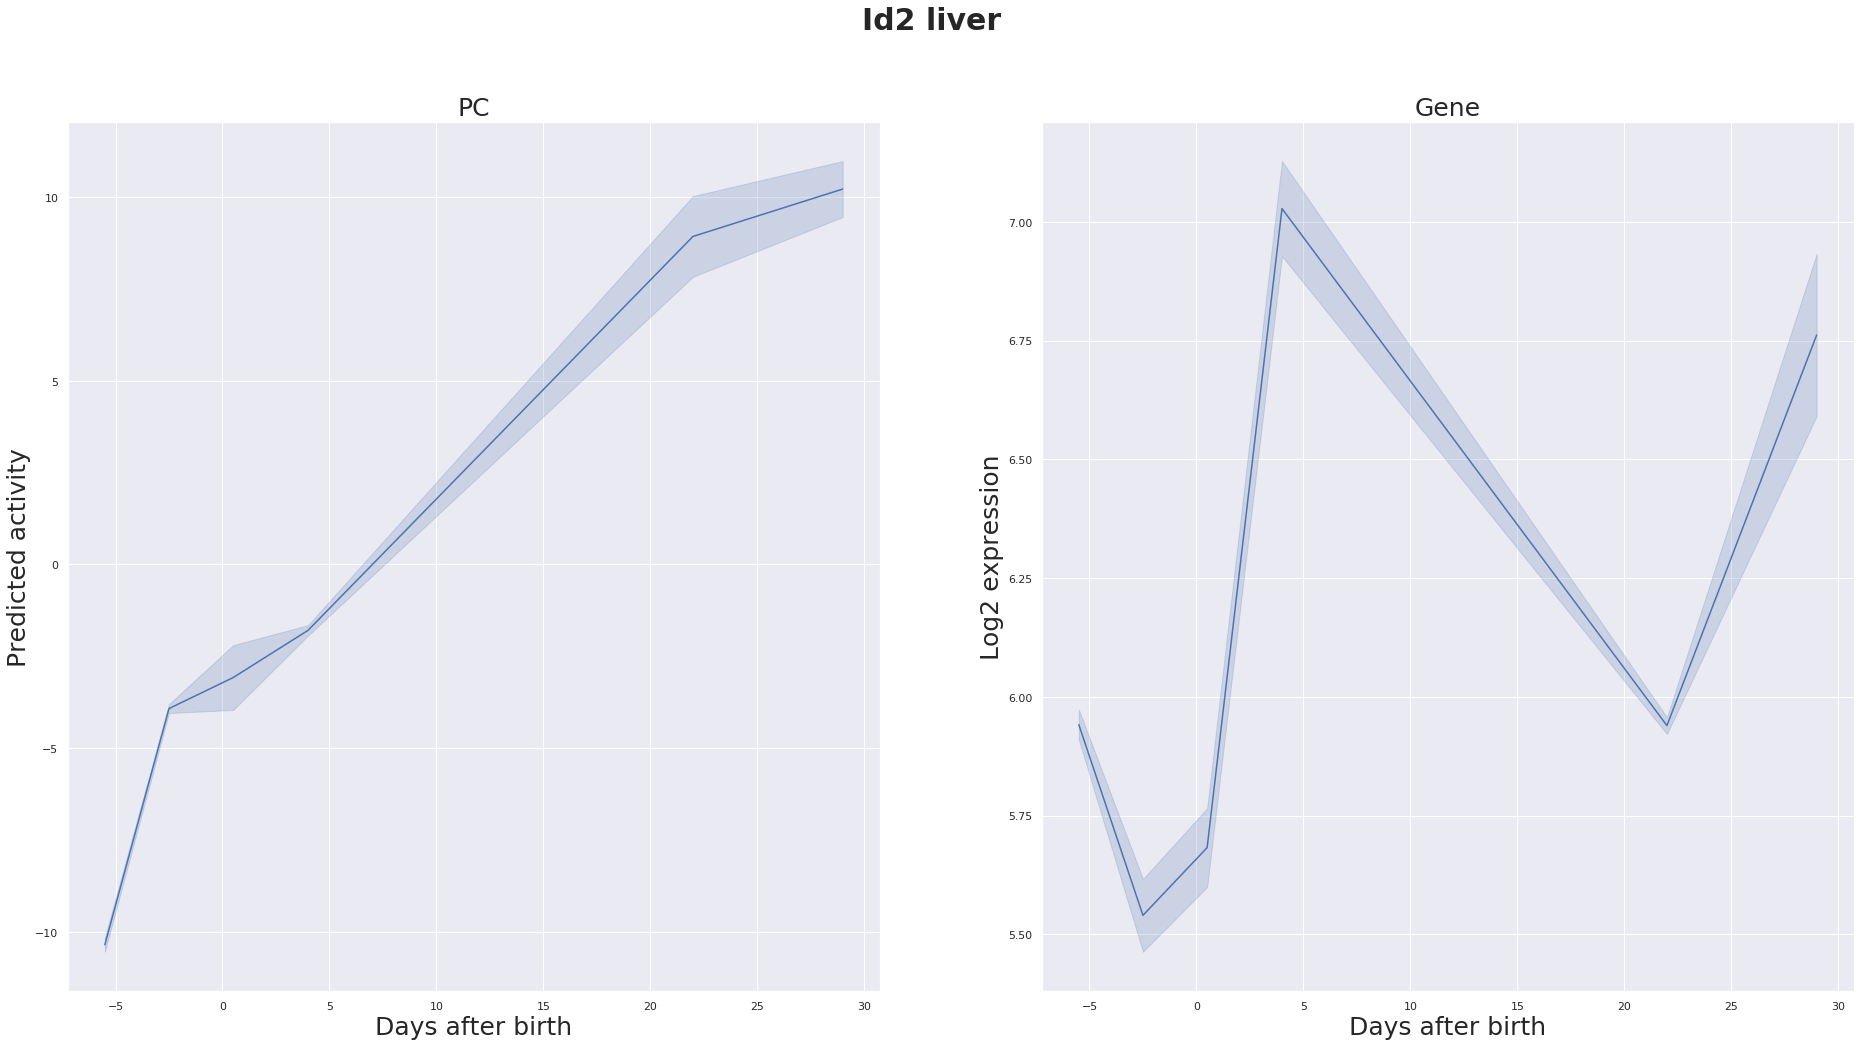 Id2 liver
PC
Predicted activity
10
5
0
−5
−10
−5 0 5 10 15 20 25 30
Days after birth
Gene
Log2 expression
7.00
6.75
6.50
6.25
6.00
5.75
5.50
−5 0 5 10 15 20 25 30
Days after birth